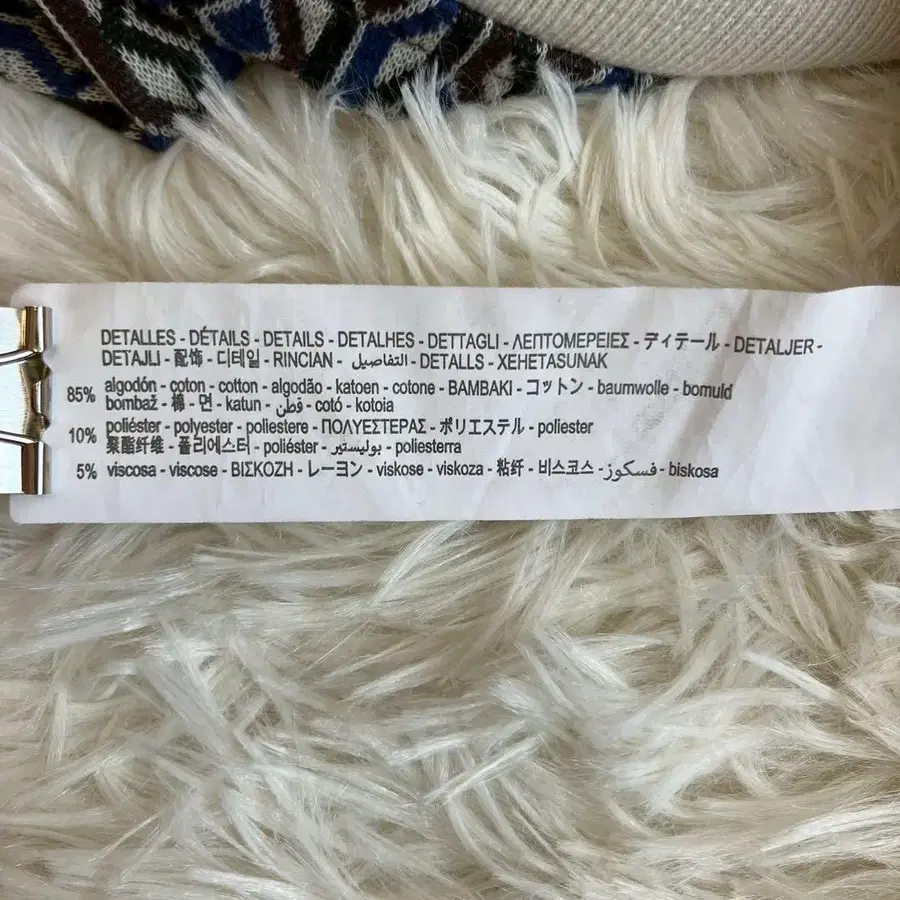 DETALLES - DÉTAILS - DETAILS - DETALHES - DETTAGLI - ΛΕΠΤΟΜΕΡΕΙΕΣ - ディテール - DETALJER -
DETAJLI - 配饰 - 디테일 - RINCIAN - التفاصيل - DETALLS - XEHETASUNAK
85% algodón - coton - cotton - algodão - katoen - cotone - BAMBAKI - コットン - baumwolle - bomuld
bombaž - 棉 - 면 - katun - قطن - cotó - kotoia
10% poliéster - polyester - poliestere - ΠΟΛΥΕΣΤΕΡΑΣ - ポリエステル - poliester
聚酯纤维 - 폴리에스터 - poliéster - بوليستير - poliesterra
5% viscosa - viscose - ΒΙΣΚΟΖΗ - レーヨン - viskose - viskoza - 粘纤 - 비스코스 - فسكوز - biskosa